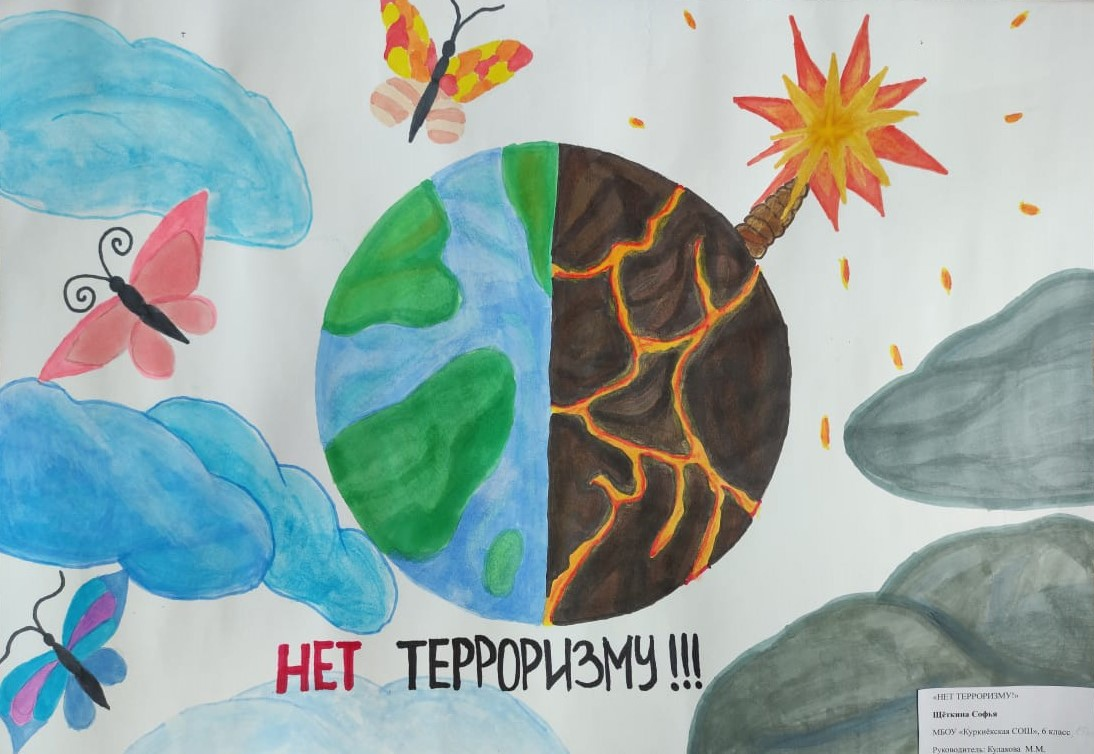 НЕТ ТЕРРОРИЗМУ!!!
«НЕТ ТЕРРОРИЗМУ!»
Щёткина Софья
МБОУ «Куркиёкская СОШ», 6 класс
Руководитель: Кулакова М.М.